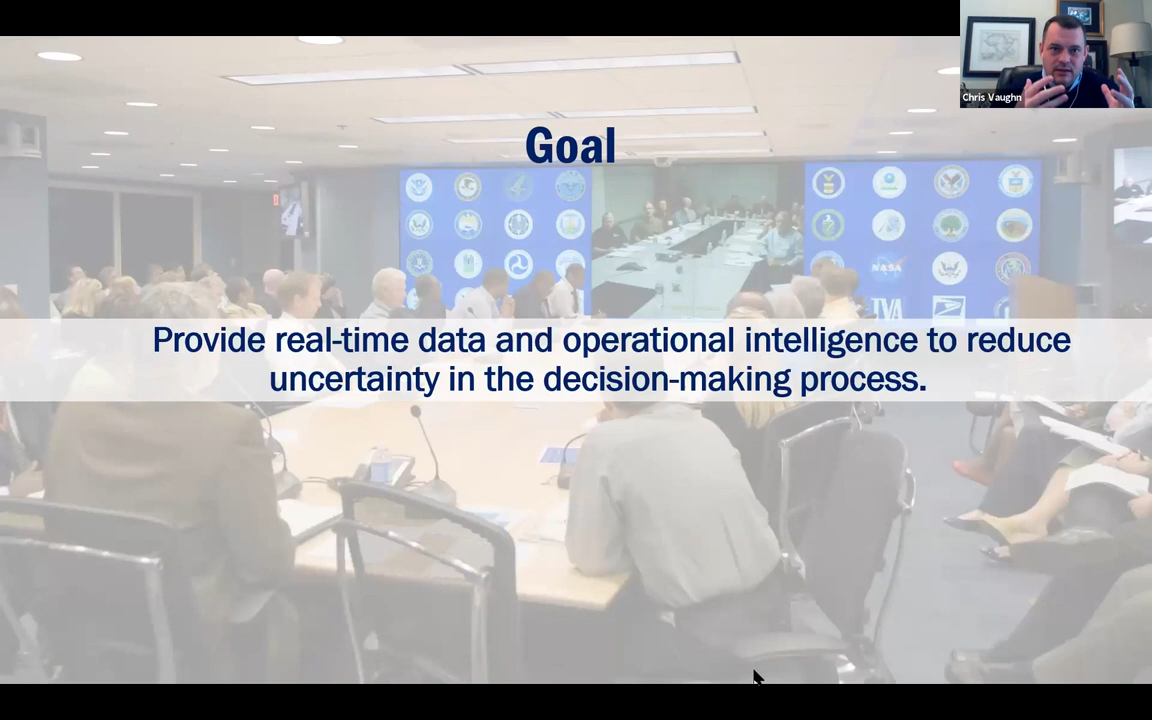 Chris Vaughn
Goal
NASA
TVA
Provide real-time data and operational intelligence to reduce
uncertainty in the decision-making process.